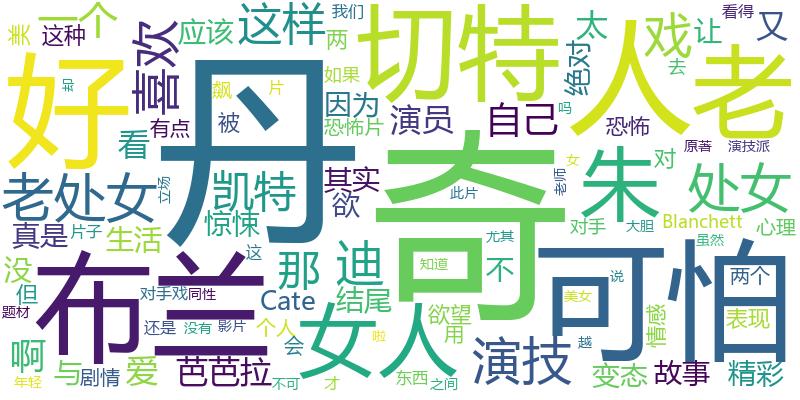 我们
看得
一个
喜欢
应该
这样
两
切特
太
戏
让
又
美
这种
却
好
飙
片
如果
绝对
去
人
老
丹
因为
吗
有点
被
恐怖片
演员
自己
恐怖
原著
演技派
看
奇
老处女
立场
凯特
其实
欲
此片
朱
老师
女
对
处女
惊悚
对手
大胆
Blanchett
心理
真是
片子
生活
这
那
迪
尤其
不
虽然
没
布兰
知道
可怕
说
两个
但
对手戏
同性
Cate
结尾
欲望
美女
情感
表现
题材
还是
没有
影片
个人
用
女人
啦
越
啊
与
剧情
爱
芭芭拉
会
演技
变态
故事
精彩
年轻
不可
才
东西
之间